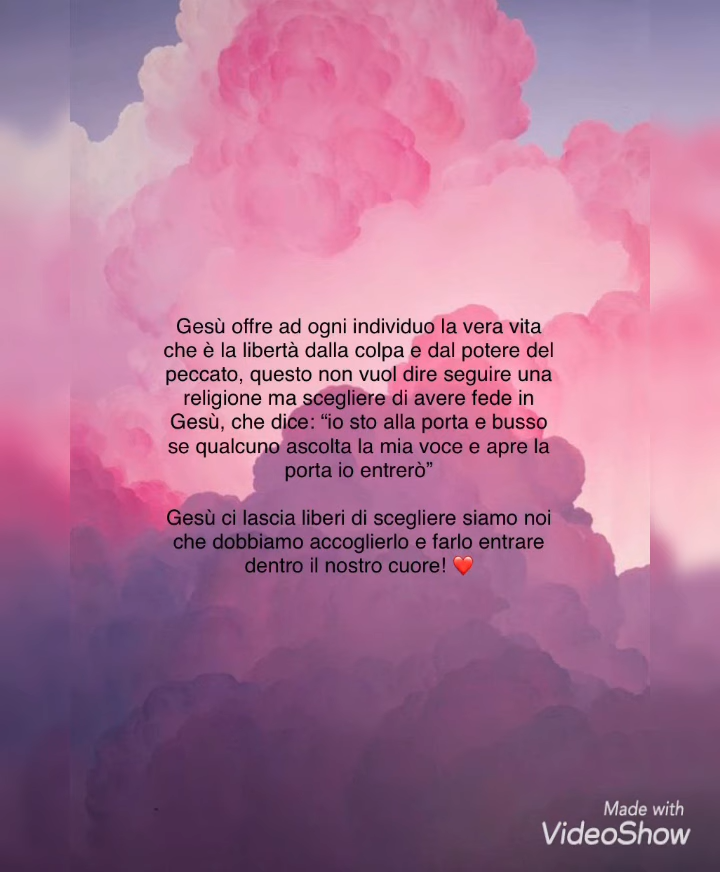 Gesù offre ad ogni individuo la vera vita
che è la libertà dalla colpa e dal potere del
peccato, questo non vuol dire seguire una
religione ma scegliere di avere fede in
Gesù, che dice: “io sto alla porta e busso
se qualcuno ascolta la mia voce e apre la
porta io entrerò”
Gesù ci lascia liberi di scegliere siamo noi
che dobbiamo accoglierlo e farlo entrare
dentro il nostro cuore! ❤️
Made with
VideoShow